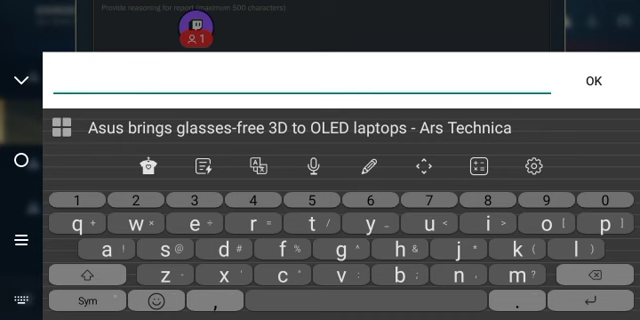 Provide reasoning for report (maximum 500 characters)
1
OK
Asus brings glasses-free 3D to OLED laptops - Ars Technica
1 2 3 4 5 6 7 8 9 0
q + w × e ÷ r = t / y _ u < i > o [ p ]
a ! s @ d # f % g ^ h & j * k ( l )
z - x ' c " v : b ; n , m ?
Sym , .